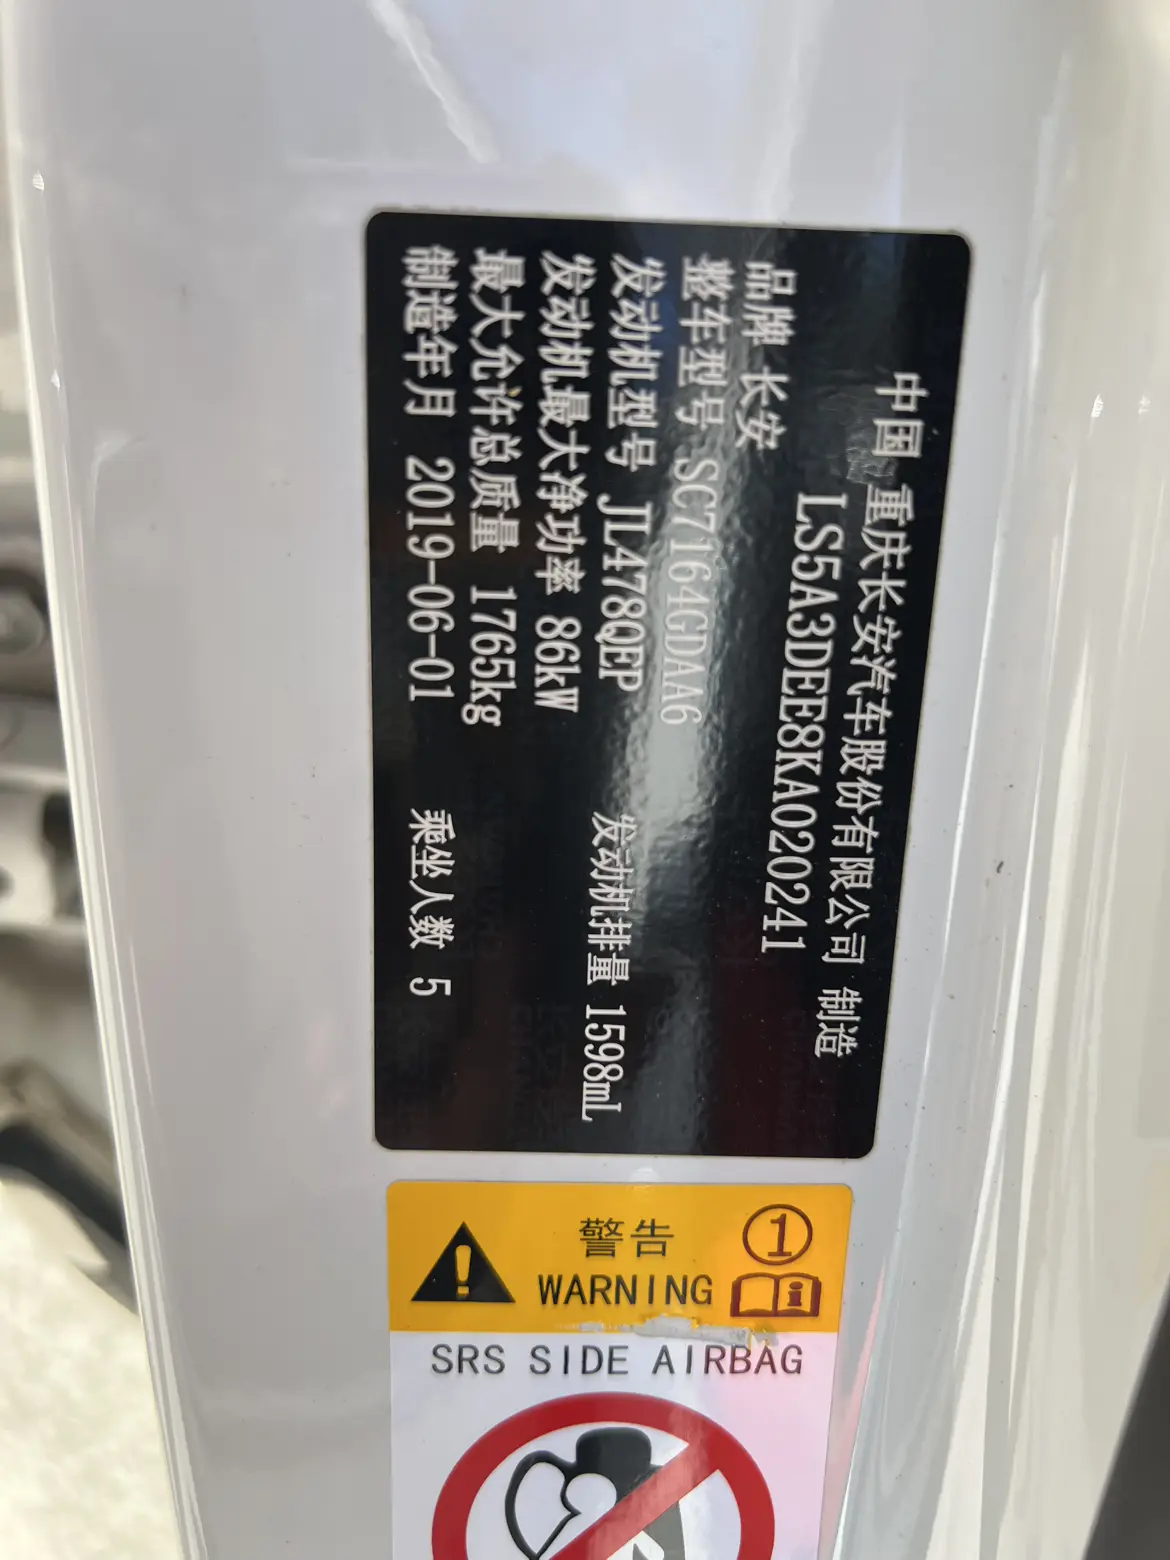 中国 重庆长安汽车股份有限公司 制造
LS5A3DEE8KA020241
品牌 长安
整车型号 SC7164GDAA6
发动机型号 JL478QEP 发动机排量 1598mL
发动机最大净功率 86kW
最大允许总质量 1765kg
制造年月 2019-06-01 乘坐人数 5
警告 1
WARNING i
SRS SIDE AIRBAG